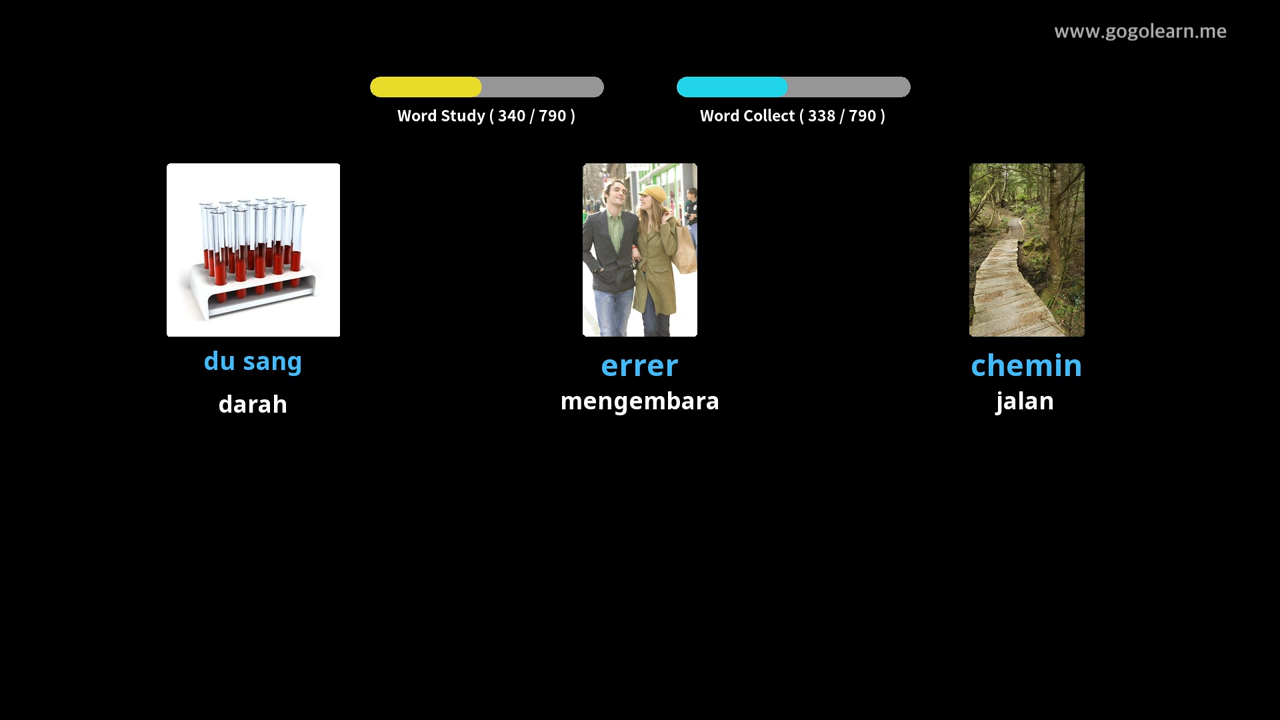 www.gogolearn.me
Word Study ( 340 / 790 )
Word Collect ( 338 / 790 )
du sang
darah
errer
mengembara
chemin
jalan